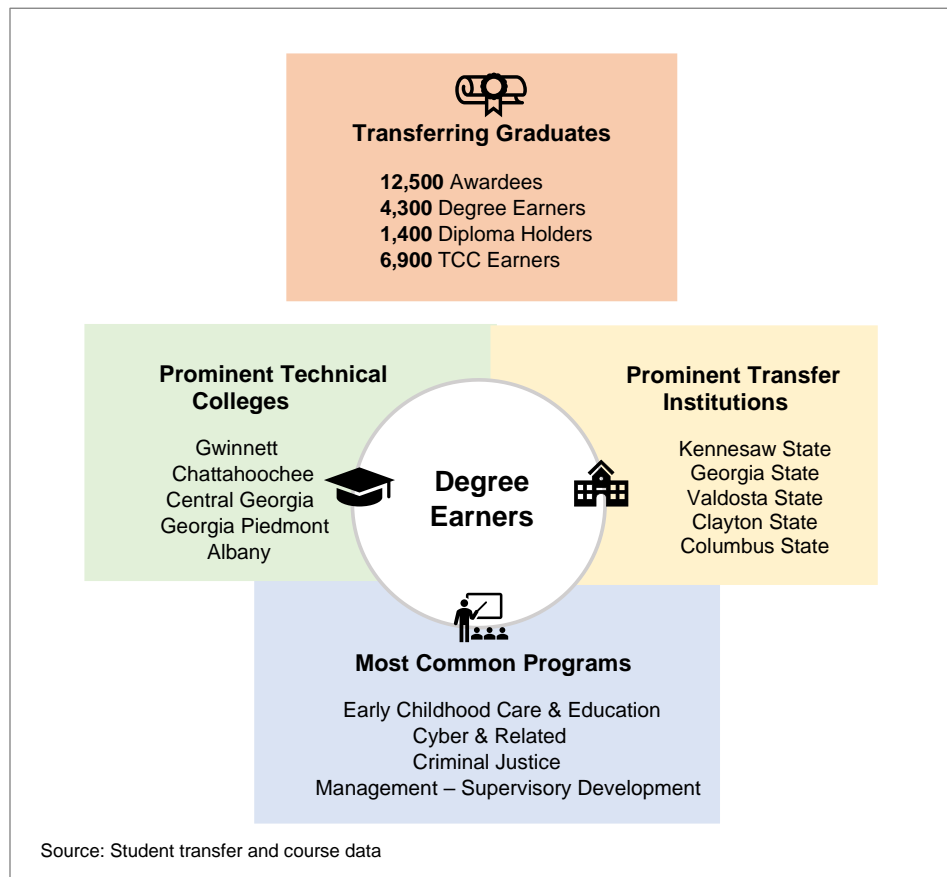 Transferring Graduates
12,500 Awardees
4,300 Degree Earners
1,400 Diploma Holders
6,900 TCC Earners
Prominent Technical
Colleges
Gwinnett
Chattahoochee
Central Georgia
Georgia Piedmont
Albany
Degree
Earners
Prominent Transfer
Institutions
Kennesaw State
Georgia State
Valdosta State
Clayton State
Columbus State
Most Common Programs
Early Childhood Care & Education
Cyber & Related
Criminal Justice
Management – Supervisory Development
Source: Student transfer and course data